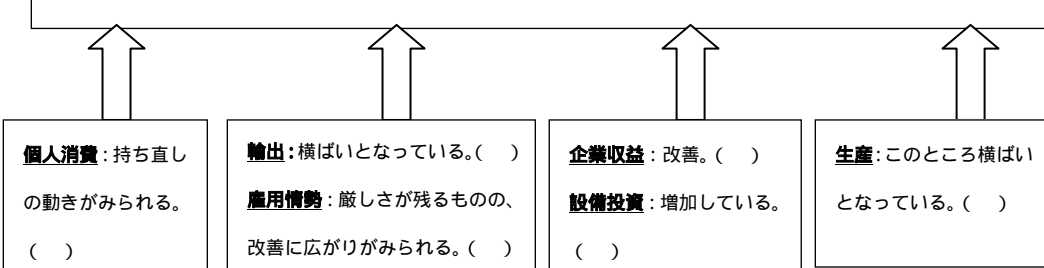 個人消費：持ち直し
の動きがみられる。
(　)
輸出：横ばいとなっている。(　)
雇用情勢：厳しさが残るものの、
改善に広がりがみられる。(　)
企業収益：改善。(　)
設備投資：増加している。
(　)
生産：このところ横ばい
となっている。(　)